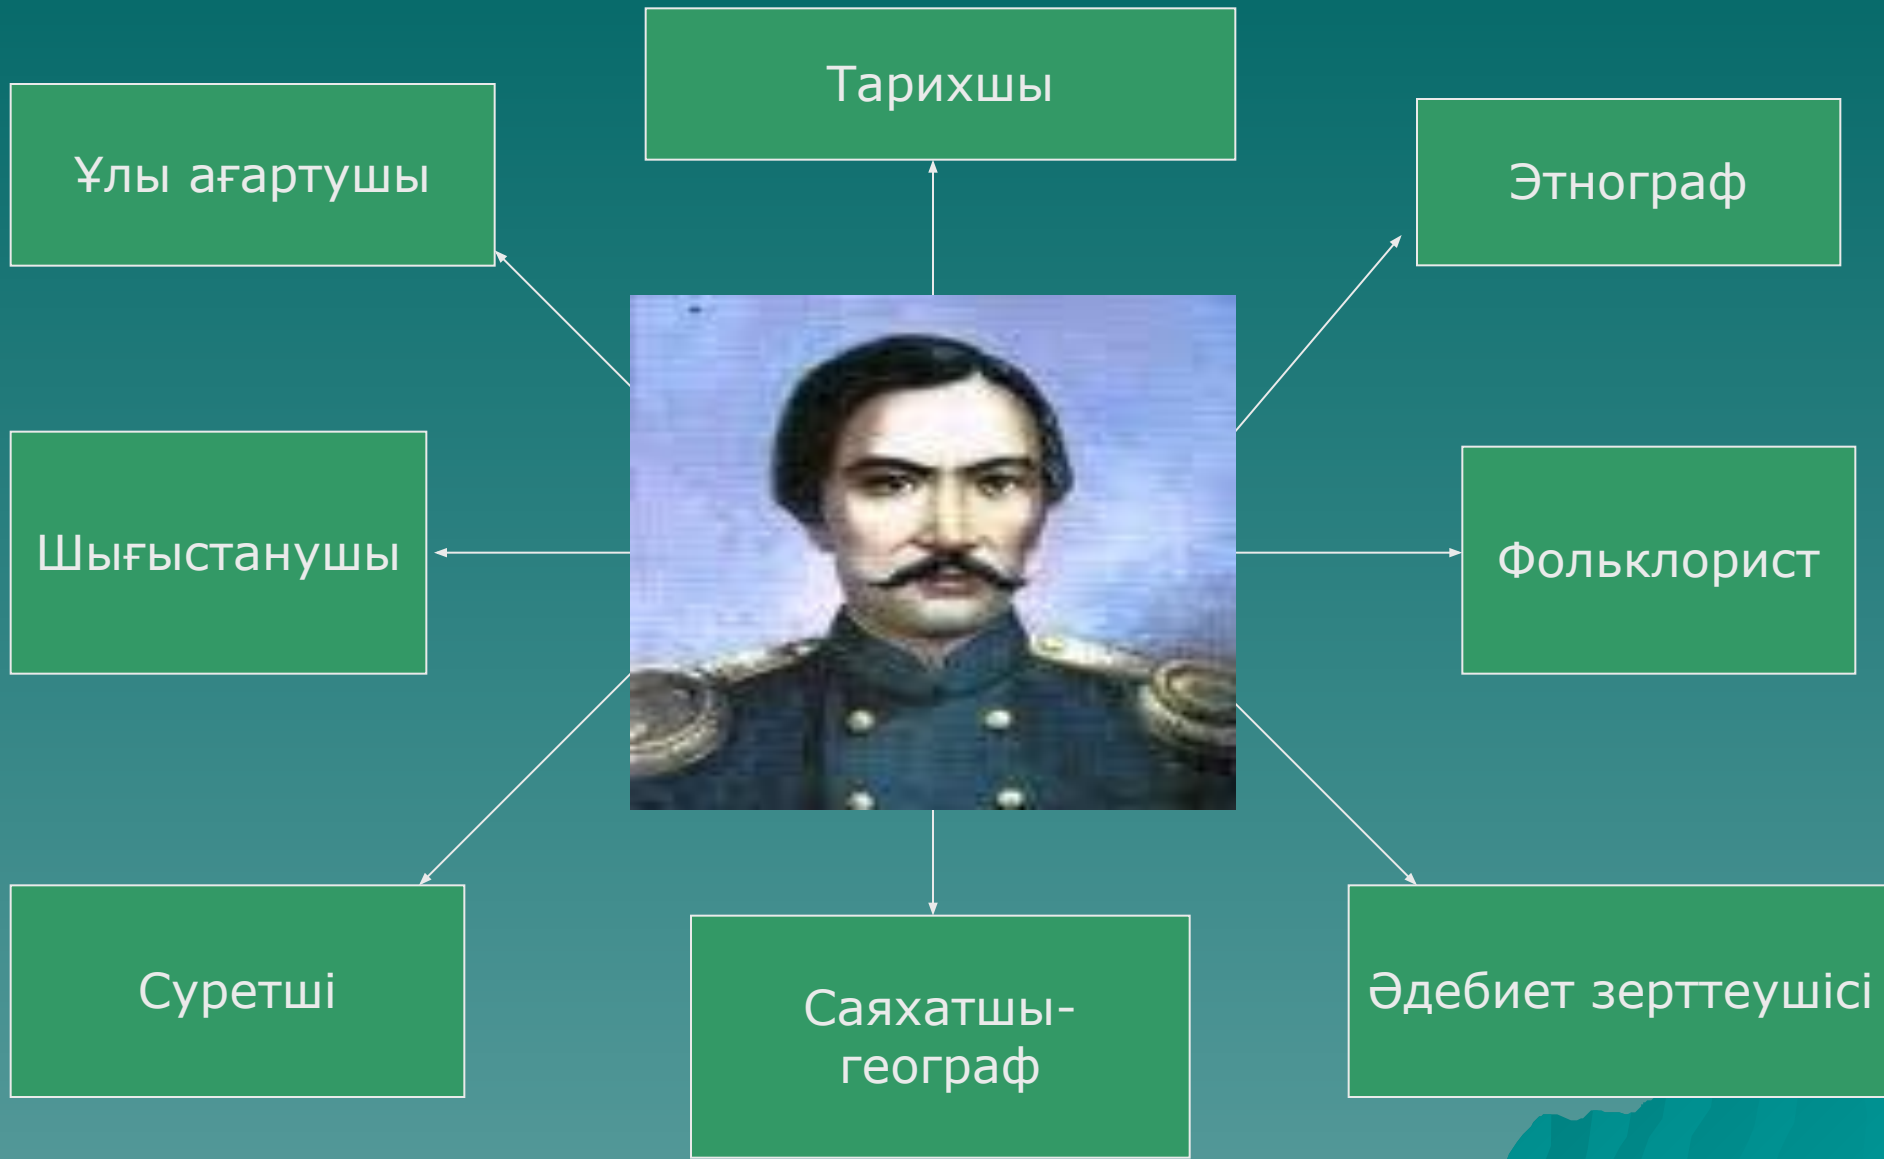 Тарихшы
Ұлы ағартушы
Этнограф
Шығыстанушы
Фольклорист
Суретші
Саяхатшы-
географ
Әдебиет зерттеушісі